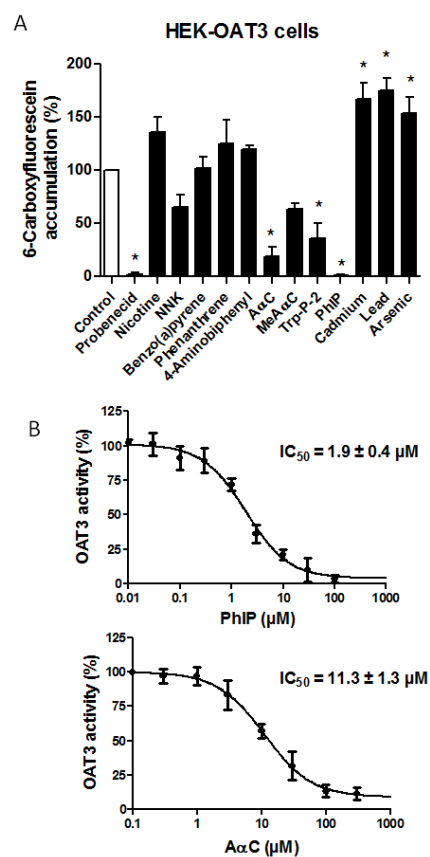 A
HEK-OAT3 cells
6-Carboxyfluorescein
accumulation (%)
200
150
100
50
0
* * * * * * *
Control
Probenecid
Nicotine
NNK
Benzo(a)pyrene
Phenanthrene
4-Aminobiphenyl
AαC
MeAαC
Trp-P-2
PhIP
Cadmium
Lead
Arsenic
B
OAT3 activity (%)
125
100
75
50
25
0
IC50 = 1.9 ± 0.4 µM
0.01 0.1 1 10 100 1000
PhIP (µM)
OAT3 activity (%)
125
100
75
50
25
0
IC50 = 11.3 ± 1.3 µM
0.1 1 10 100 1000
AαC (µM)